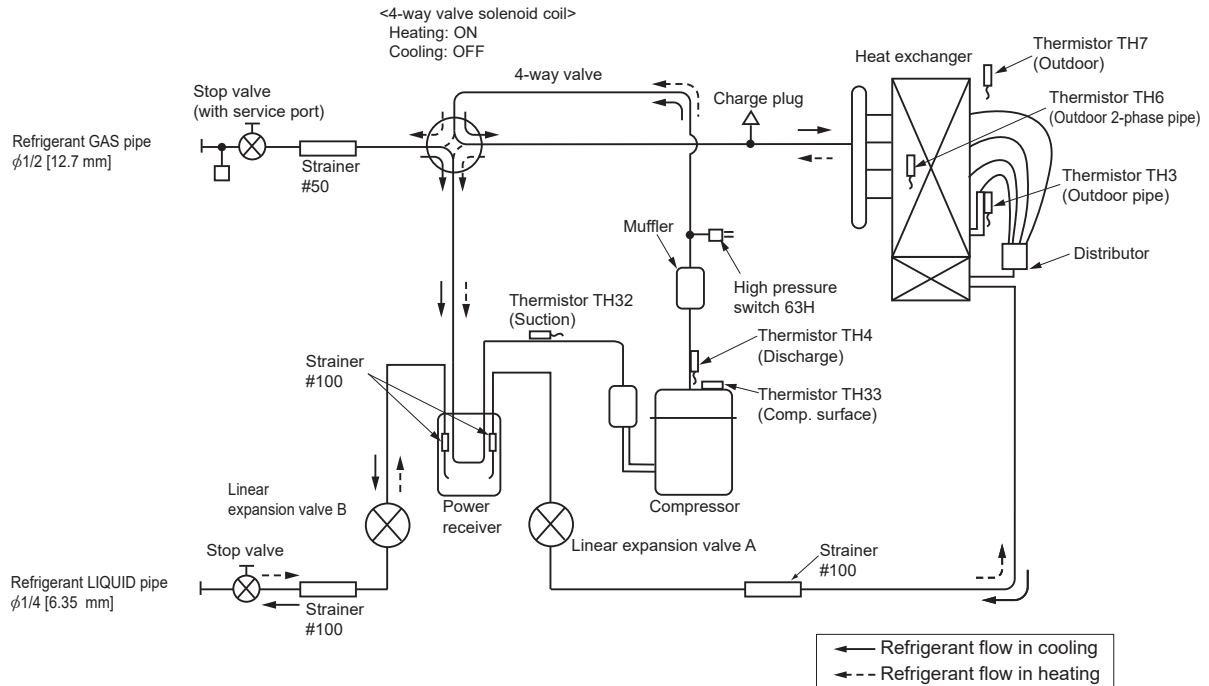 <4-way valve solenoid coil>
Heating: ON
Cooling: OFF
4-way valve
Stop valve
(with service port)
Refrigerant GAS pipe
ϕ1/2 [12.7 mm]
Strainer
#50
Charge plug
Heat exchanger
Thermistor TH7
(Outdoor)
Thermistor TH6
(Outdoor 2-phase pipe)
Thermistor TH3
(Outdoor pipe)
Distributor
Muffler
High pressure
switch 63H
Thermistor TH32
(Suction)
Thermistor TH4
(Discharge)
Thermistor TH33
(Comp. surface)
Strainer
#100
Linear
expansion valve B
Power
receiver
Compressor
Linear expansion valve A
Stop valve
Refrigerant LIQUID pipe
ϕ1/4 [6.35 mm]
Strainer
#100
Strainer
#100
Refrigerant flow in cooling
Refrigerant flow in heating